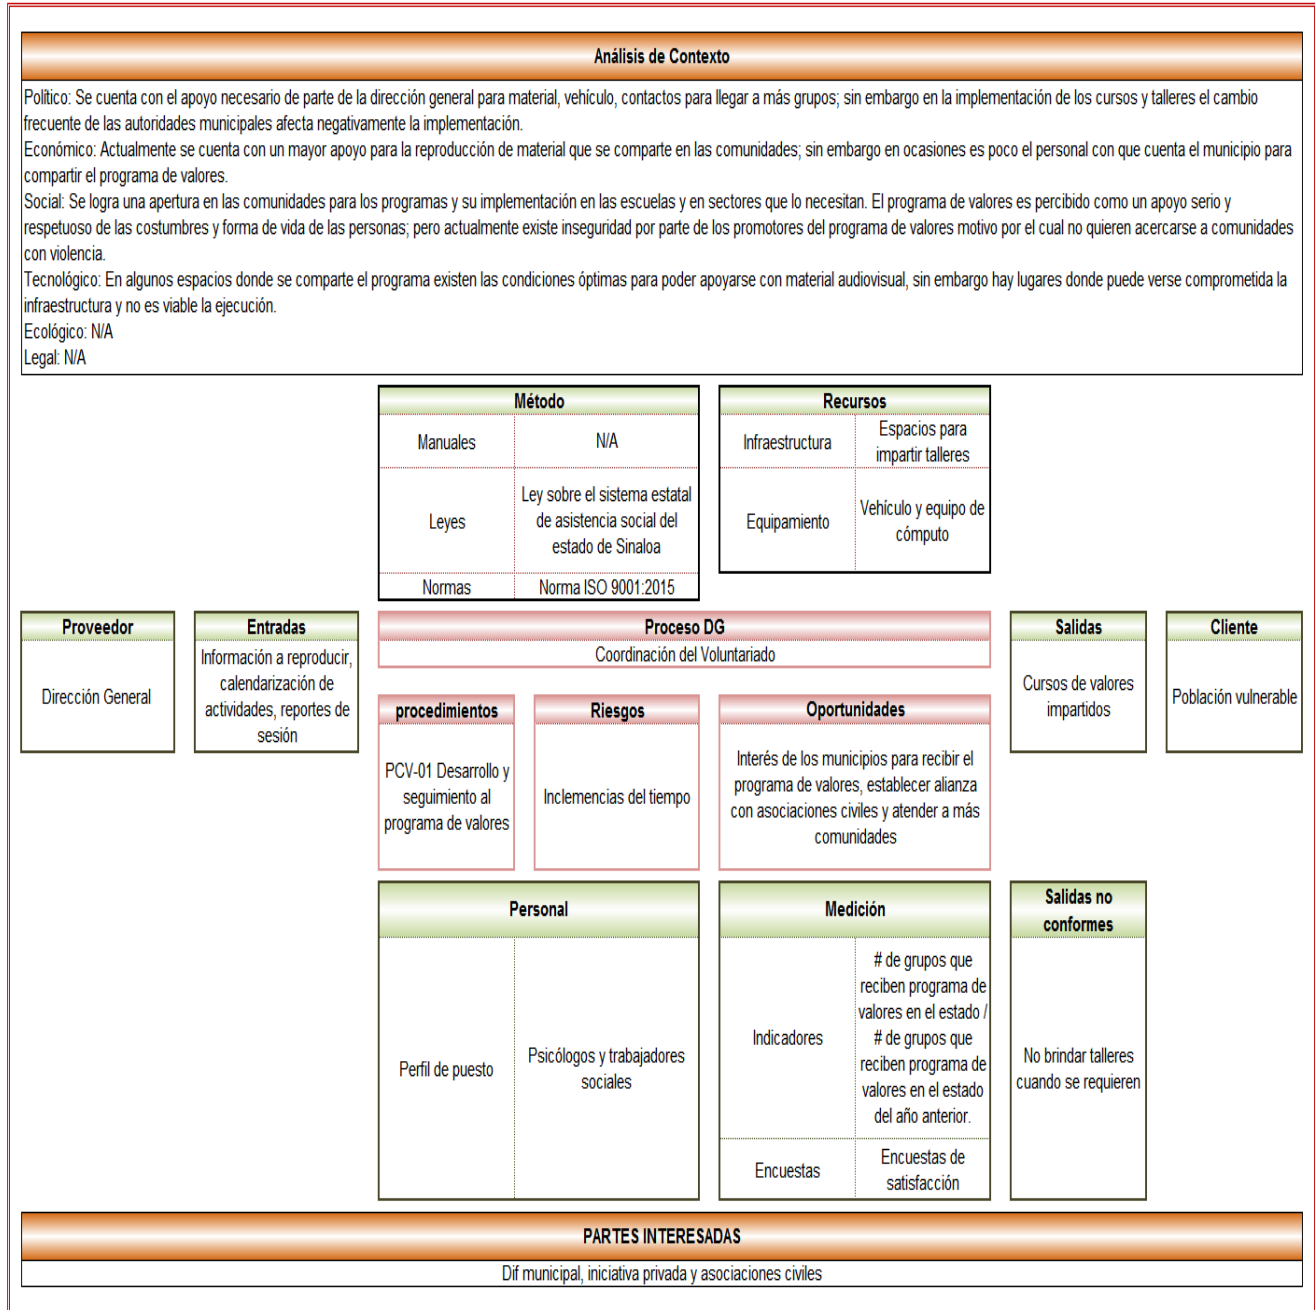 Análisis de Contexto
Político: Se cuenta con el apoyo necesario de parte de la dirección general para material, vehículo, contactos para llegar a más grupos; sin embargo en la implementación de los cursos y talleres el cambio
frecuente de las autoridades municipales afecta negativamente la implementación.
Económico: Actualmente se cuenta con un mayor apoyo para la reproducción de material que se comparte en las comunidades; sin embargo en ocasiones es poco el personal con que cuenta el municipio para
compartir el programa de valores.
Social: Se logra una apertura en las comunidades para los programas y su implementación en las escuelas y en sectores que lo necesitan. El programa de valores es percibido como un apoyo serio y
respetuoso de las costumbres y forma de vida de las personas; pero actualmente existe inseguridad por parte de los promotores del programa de valores motivo por el cual no quieren acercarse a comunidades
con violencia.
Tecnológico: En algunos espacios donde se comparte el programa existen las condiciones óptimas para poder apoyarse con material audiovisual, sin embargo hay lugares donde puede verse comprometida la
infraestructura y no es viable la ejecución.
Ecológico: N/A
Legal: N/A
Método
Manuales
N/A
Leyes
Ley sobre el sistema estatal
de asistencia social del
estado de Sinaloa
Normas
Norma ISO 9001:2015
Recursos
Infraestructura
Espacios para
impartir talleres
Equipamiento
Vehículo y equipo de
cómputo
Proveedor
Dirección General
Entradas
Información a reproducir,
calendarización de
actividades, reportes de
sesión
Proceso DG
Coordinación del Voluntariado
Salidas
Cursos de valores
impartidos
Cliente
Población vulnerable
procedimientos
PCV-01 Desarrollo y
seguimiento al
programa de valores
Riesgos
Inclemencias del tiempo
Oportunidades
Interés de los municipios para recibir el
programa de valores, establecer alianza
con asociaciones civiles y atender a más
comunidades
Personal
Perfil de puesto
Psicólogos y trabajadores
sociales
Medición
Indicadores
# de grupos que
reciben programa de
valores en el estado /
# de grupos que
reciben programa de
valores en el estado
del año anterior.
Encuestas
Encuestas de
satisfacción
Salidas no
conformes
No brindar talleres
cuando se requieren
PARTES INTERESADAS
Dif municipal, iniciativa privada y asociaciones civiles